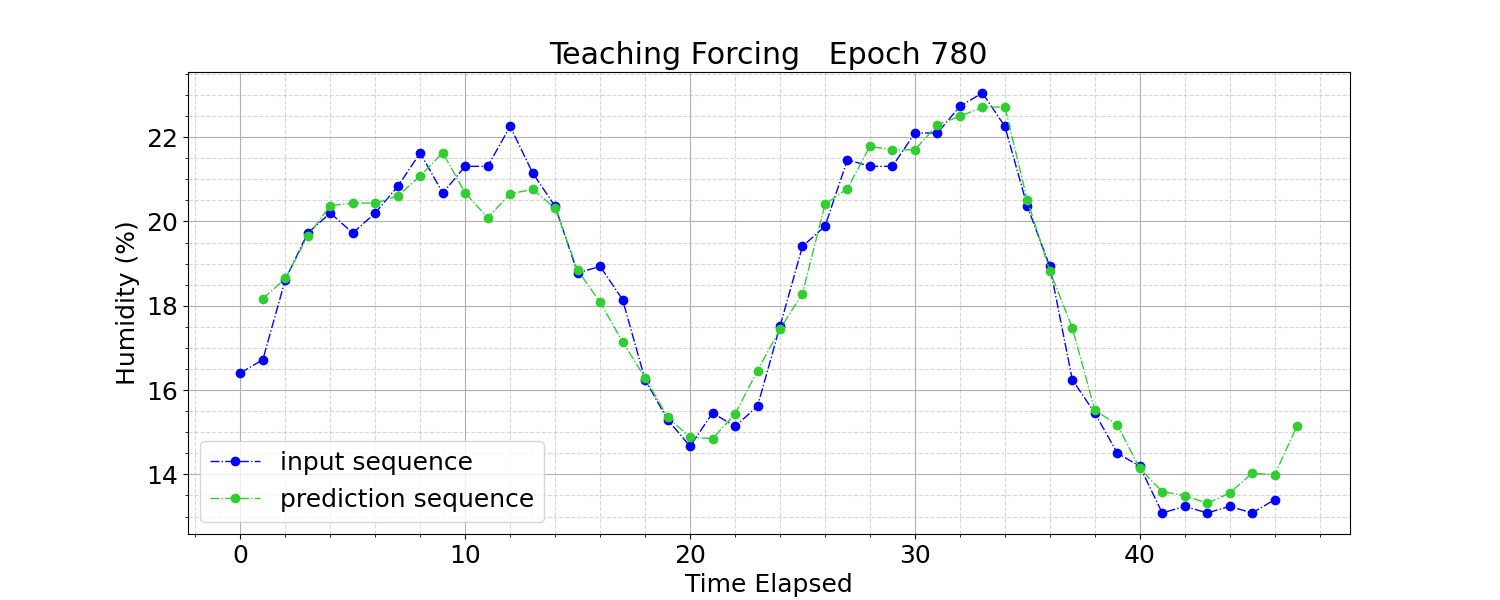 Teaching Forcing   Epoch 780
Humidity (%)
22
20
18
16
14
input sequence
prediction sequence
0 10 20 30 40
Time Elapsed